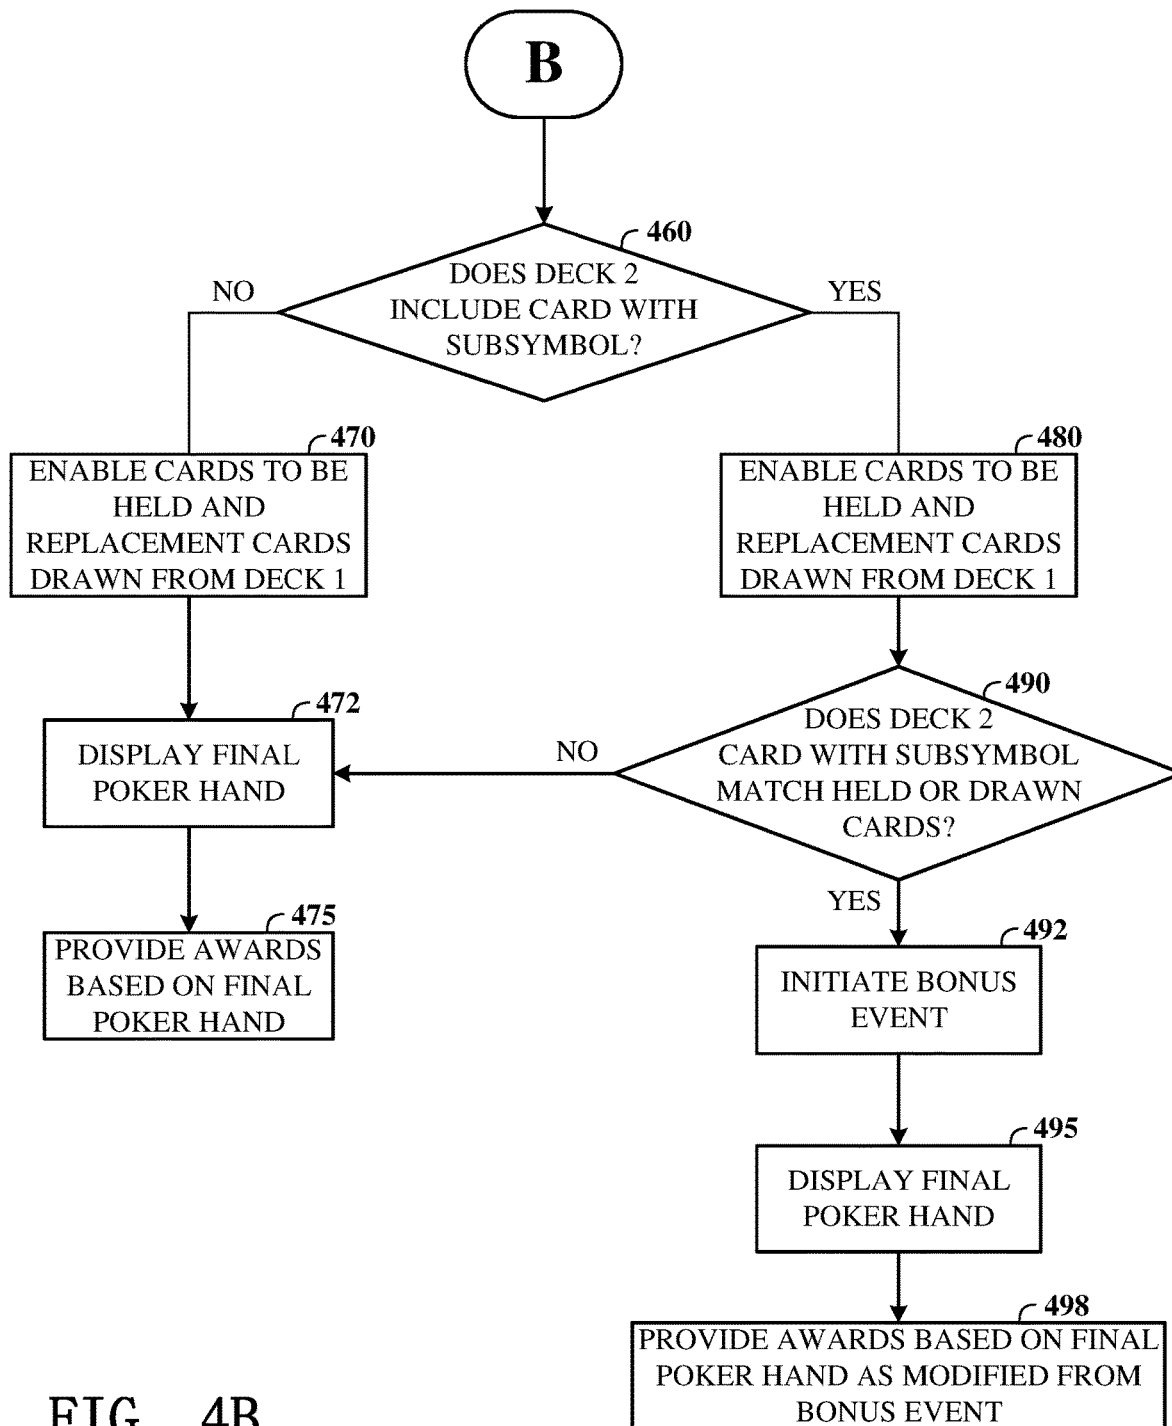 B
460
DOES DECK 2
INCLUDE CARD WITH
SUBSYMBOL?
NO
YES
470
ENABLE CARDS TO BE
HELD AND
REPLACEMENT CARDS
DRAWN FROM DECK 1
480
ENABLE CARDS TO BE
HELD AND
REPLACEMENT CARDS
DRAWN FROM DECK 1
472
DISPLAY FINAL
POKER HAND
490
DOES DECK 2
CARD WITH SUBSYMBOL
MATCH HELD OR DRAWN
CARDS?
NO
YES
475
PROVIDE AWARDS
BASED ON FINAL
POKER HAND
492
INITIATE BONUS
EVENT
495
DISPLAY FINAL
POKER HAND
498
PROVIDE AWARDS BASED ON FINAL
POKER HAND AS MODIFIED FROM
BONUS EVENT
FIG. 4B